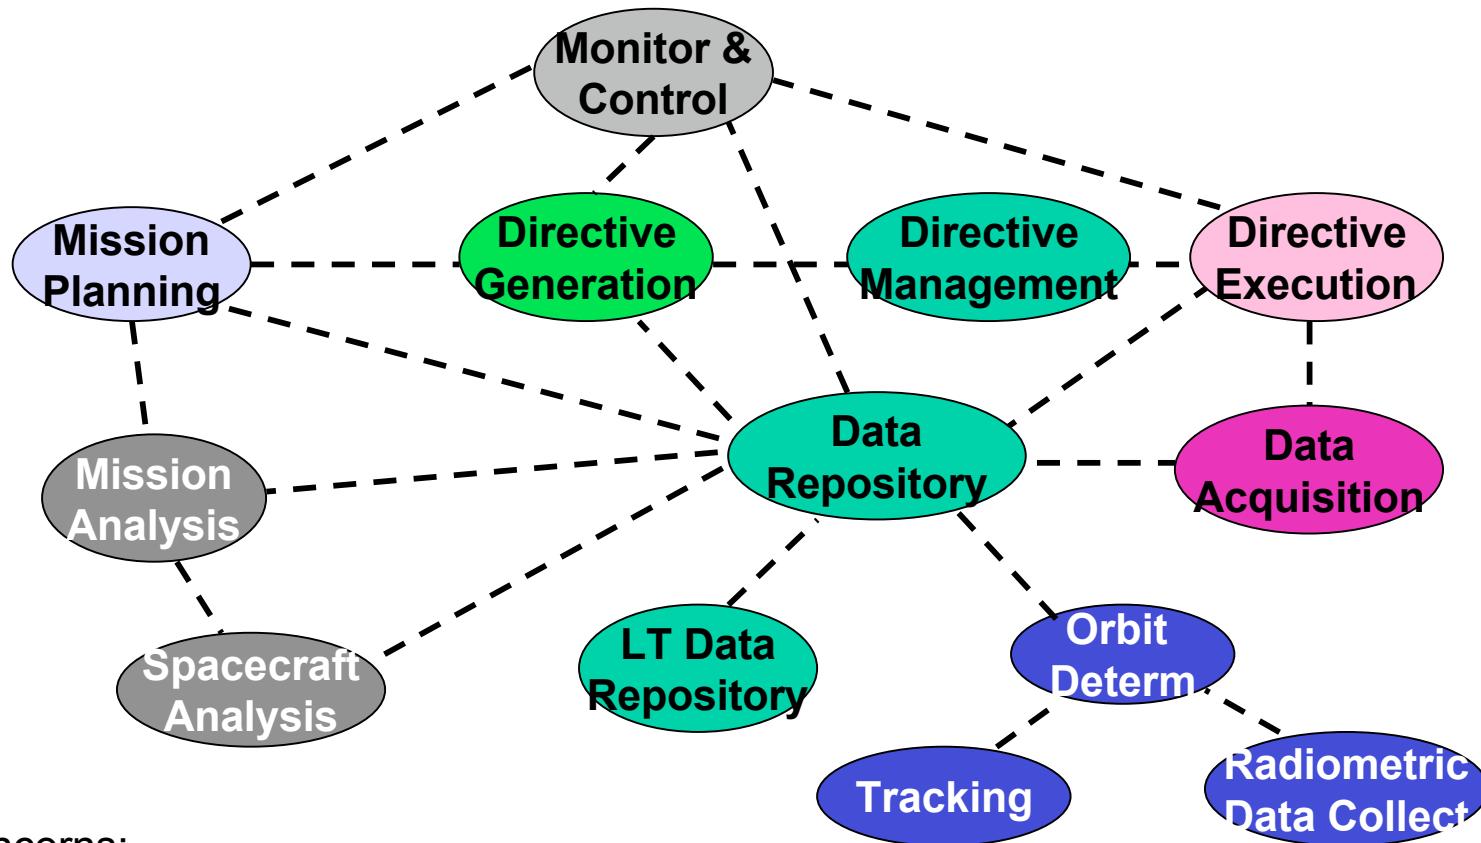 Monitor &
Control
Mission
Planning
Directive
Generation
Directive
Management
Directive
Execution
Data
Repository
Data
Acquisition
Mission
Analysis
Spacecraft
Analysis
LT Data
Repository
Orbit
Determ
Tracking
Radiometric
Data Collect